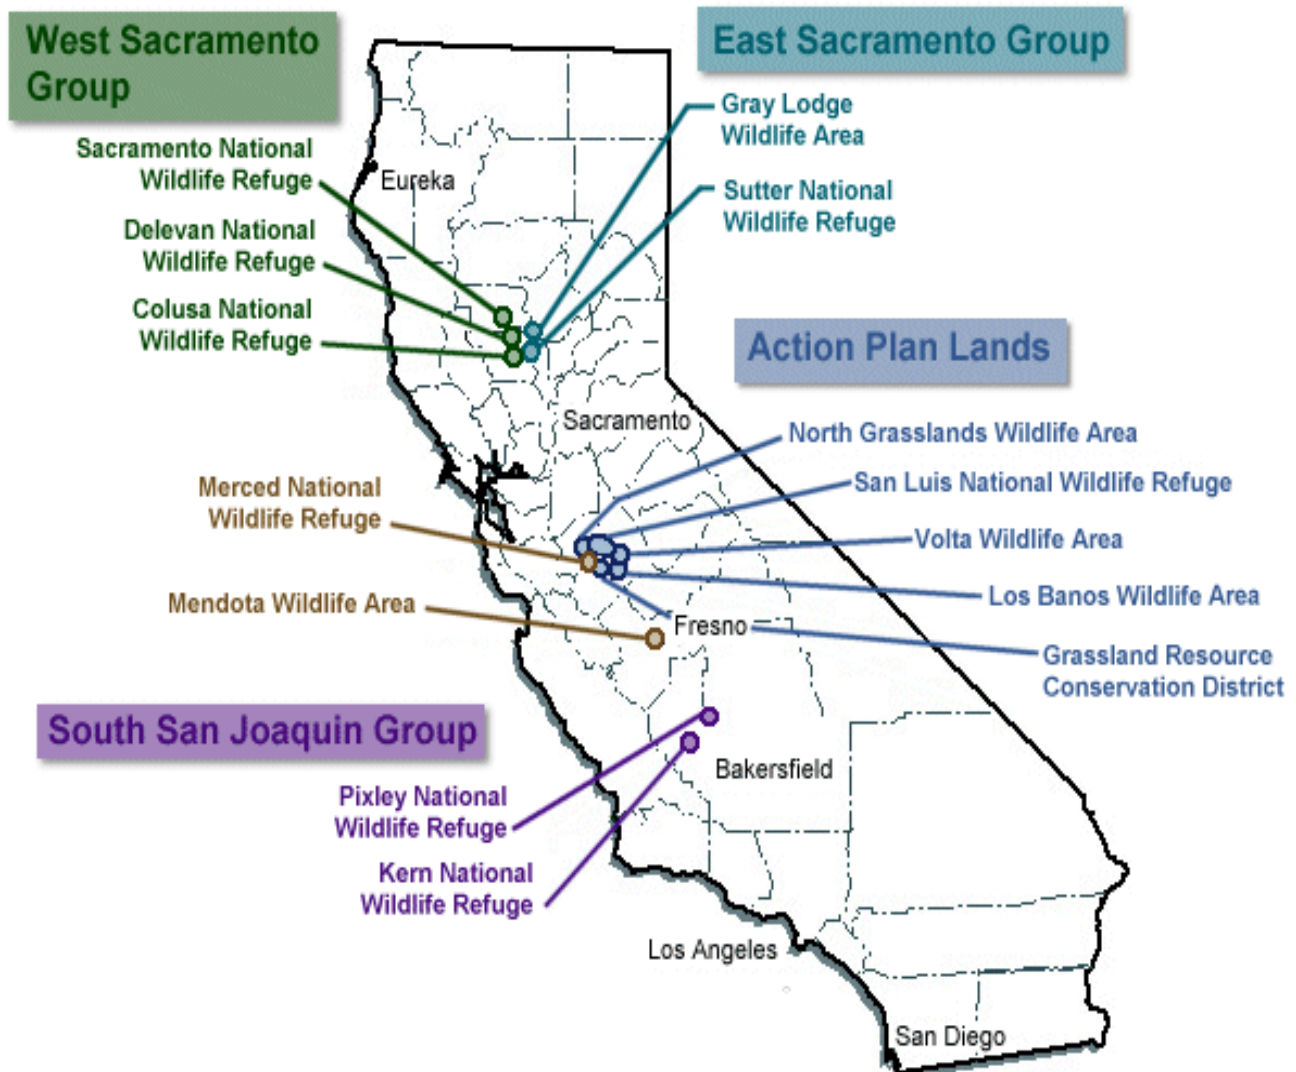 West Sacramento
Group
East Sacramento Group
Gray Lodge
Wildlife Area
Sacramento National
Wildlife Refuge
Eureka
Sutter National
Wildlife Refuge
Delevan National
Wildlife Refuge
Colusa National
Wildlife Refuge
Action Plan Lands
Sacramento
North Grasslands Wildlife Area
San Luis National Wildlife Refuge
Merced National
Wildlife Refuge
Volta Wildlife Area
Mendota Wildlife Area
Los Banos Wildlife Area
Fresno
Grassland Resource
Conservation District
South San Joaquin Group
Bakersfield
Pixley National
Wildlife Refuge
Kern National
Wildlife Refuge
Los Angeles
San Diego